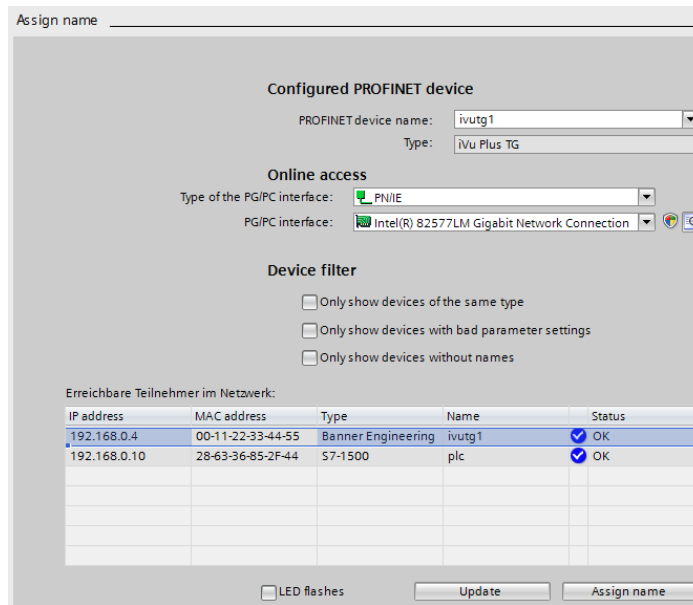 Assign name
Configured PROFINET device
PROFINET device name: ivutg1
Type: iVu Plus TG
Online access
Type of the PG/PC interface: PN/IE
PG/PC interface: Intel(R) 82577LM Gigabit Network Connection
Device filter
Only show devices of the same type
Only show devices with bad parameter settings
Only show devices without names
Erreichbare Teilnehmer im Netzwerk:
IP address MAC address Type Name Status
192.168.0.4 00-11-22-33-44-55 Banner Engineering ivutg1 OK
192.168.0.10 28-63-36-85-2F-44 S7-1500 plc OK
LED flashes Update Assign name